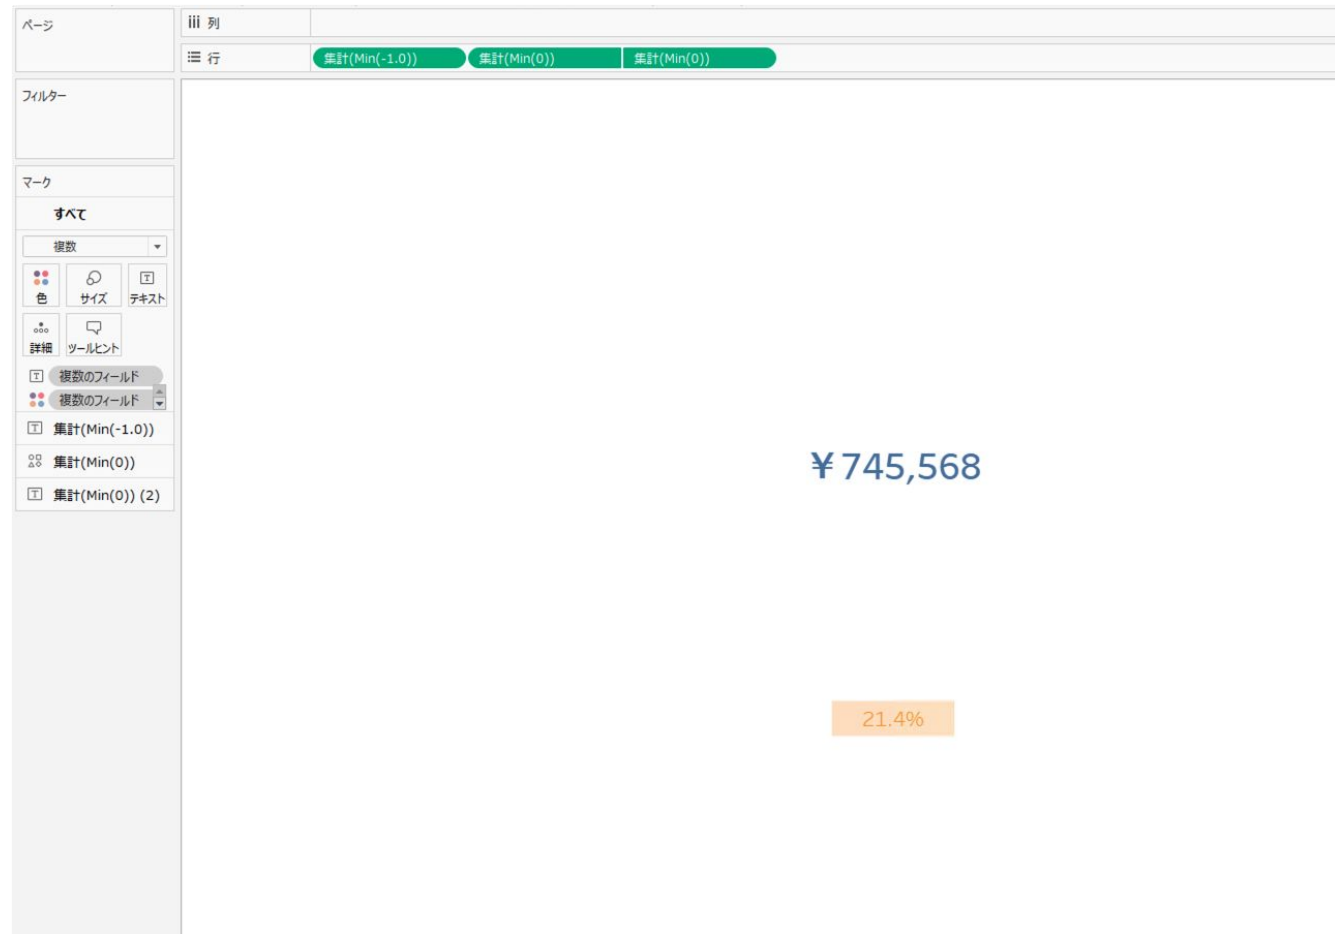 ページ
列
行
集計(Min(-1.0))
集計(Min(0))
集計(Min(0))
フィルター
マーク
すべて
複数
色
サイズ
テキスト
詳細
ツールヒント
複数のフィールド
複数のフィールド
集計(Min(-1.0))
集計(Min(0))
集計(Min(0)) (2)
¥745,568
21.4%